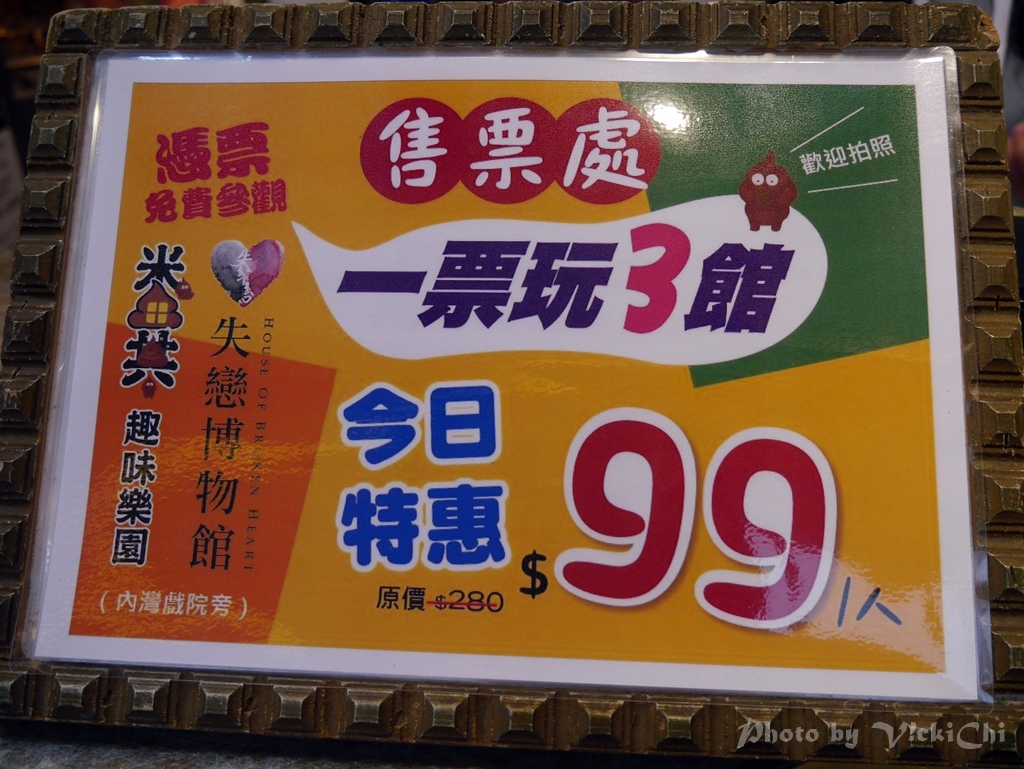 售票處
歡迎拍照
憑票
免費參觀
一票玩3館
米田共
趣味樂園
失戀博物館
HOUSE OF BROKEN HEART
(內灣戲院旁)
今日
特惠
$99
/人
原價 $280
Photo by VickiChi